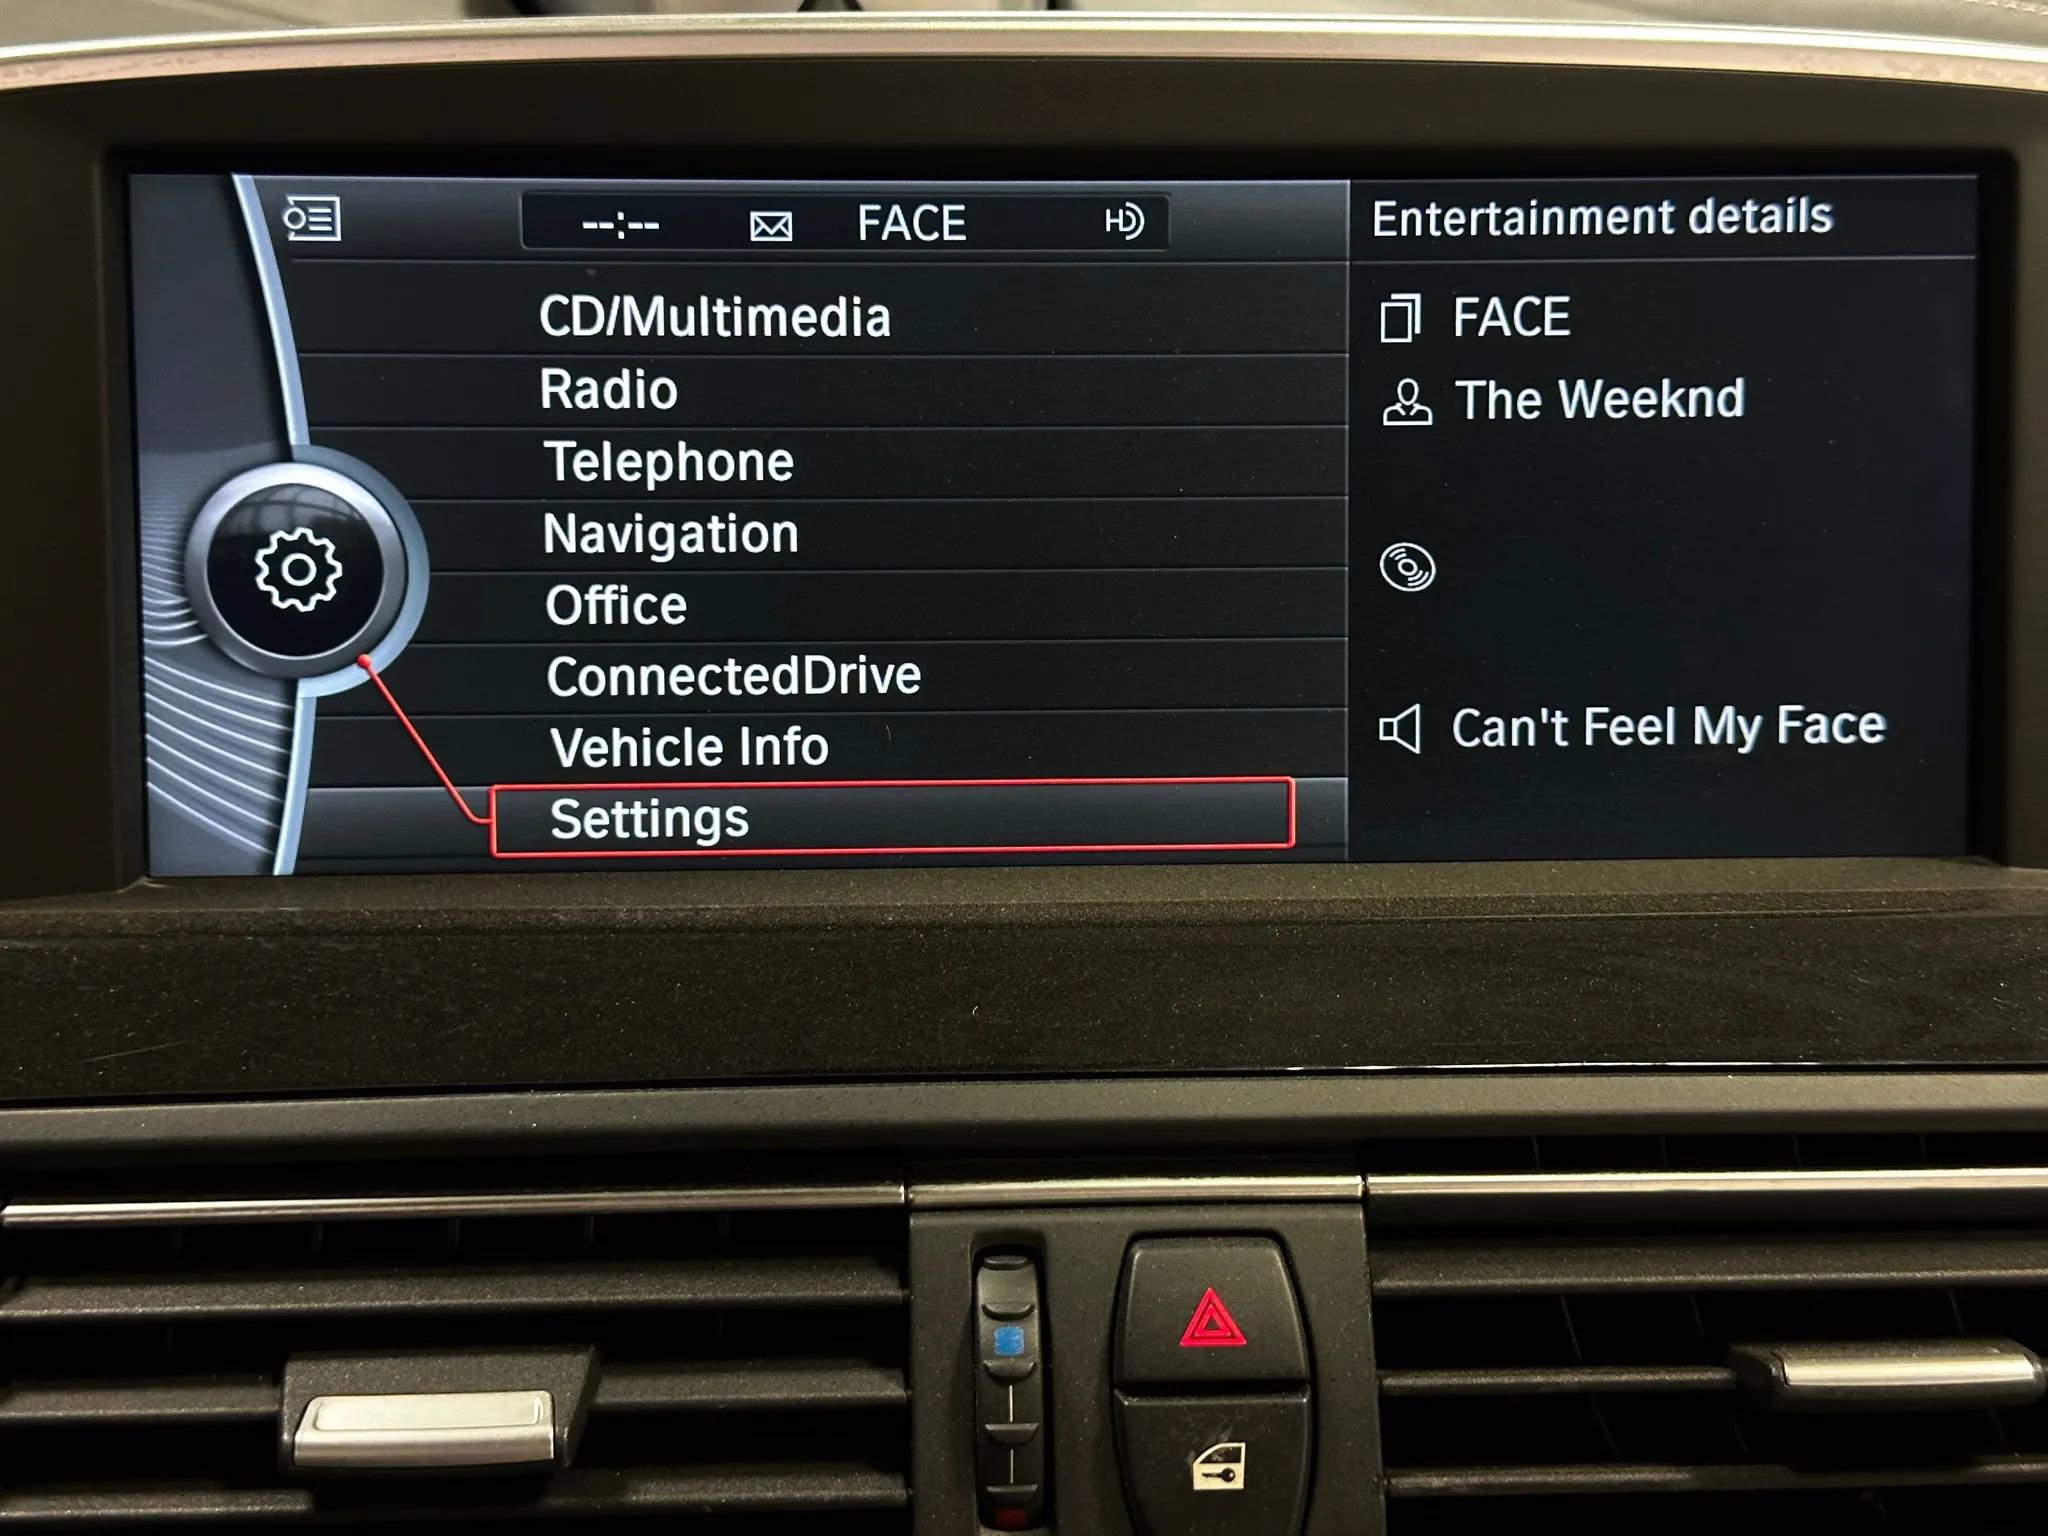 --:-- FACE HD
Entertainment details
CD/Multimedia
Radio
Telephone
Navigation
Office
ConnectedDrive
Vehicle Info
Settings
FACE
The Weeknd
Can't Feel My Face